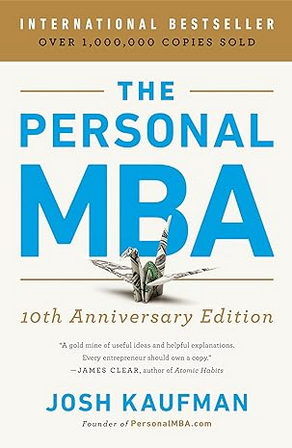 INTERNATIONAL BESTSELLER
OVER 1,000,000 COPIES SOLD
THE
PERSONAL
MBA
10th Anniversary Edition
"A gold mine of useful ideas and helpful explanations.
Every entrepreneur should own a copy."
—JAMES CLEAR, author of Atomic Habits
JOSH KAUFMAN
Founder of PersonalMBA.com